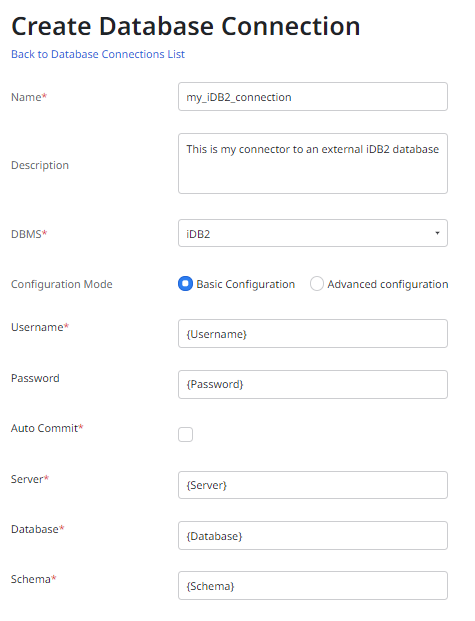 Create Database Connection
Back to Database Connections List
Name*
my_iDB2_connection
Description
This is my connector to an external iDB2 database
DBMS*
iDB2
Configuration Mode
Basic Configuration
Advanced configuration
Username*
{Username}
Password
{Password}
Auto Commit*
Server*
{Server}
Database*
{Database}
Schema*
{Schema}